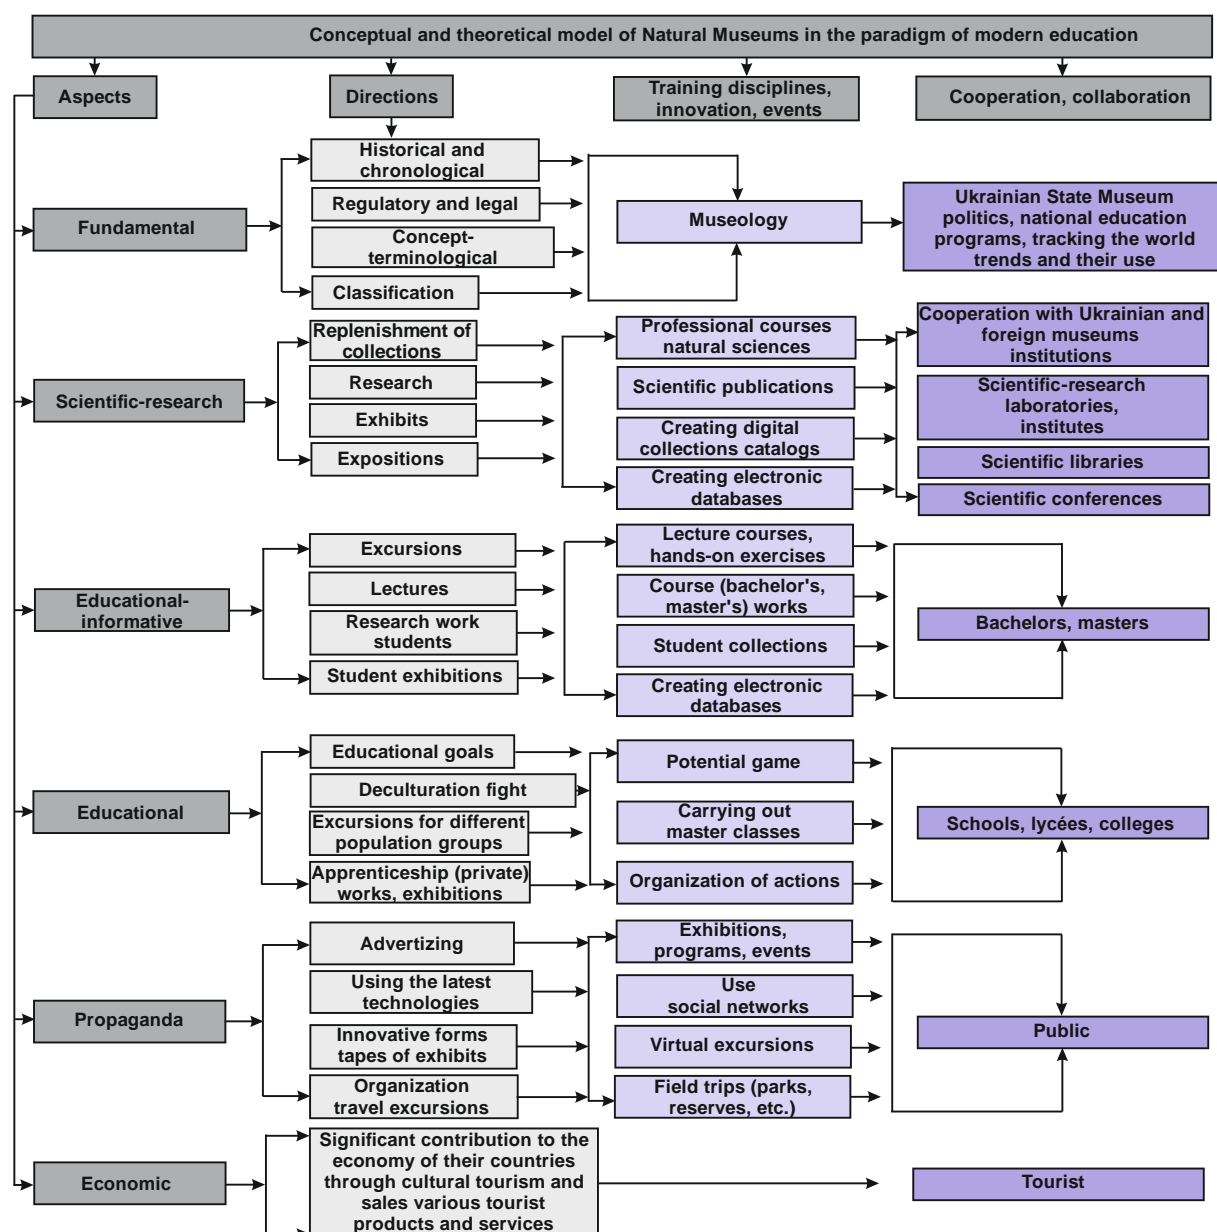 Conceptual and theoretical model of Natural Museums in the paradigm of modern education
Aspects
Directions
Training disciplines,
innovation, events
Cooperation, collaboration
Fundamental
Historical and
chronological
Regulatory and legal
Concept-
terminological
Classification
Museology
Ukrainian State Museum
politics, national education
programs, tracking the world
trends and their use
Scientific-research
Replenishment of
collections
Research
Exhibits
Expositions
Professional courses
natural sciences
Scientific publications
Creating digital
collections catalogs
Creating electronic
databases
Cooperation with Ukrainian and
foreign museums
institutions
Scientific-research
laboratories,
institutes
Scientific libraries
Scientific conferences
Educational-
informative
Excursions
Lectures
Research work
students
Student exhibitions
Lecture courses,
hands-on exercises
Course (bachelor's,
master's) works
Student collections
Creating electronic
databases
Bachelors, masters
Educational
Educational goals
Deculturation fight
Excursions for different
population groups
Apprenticeship (private)
works, exhibitions
Potential game
Carrying out
master classes
Organization of actions
Schools, lycées, colleges
Propaganda
Advertizing
Using the latest
technologies
Innovative forms
tapes of exhibits
Organization
travel excursions
Exhibitions,
programs, events
Use
social networks
Virtual excursions
Field trips (parks,
reserves, etc.)
Public
Economic
Significant contribution to the
economy of their countries
through cultural tourism and
sales various tourist
products and services
Tourist